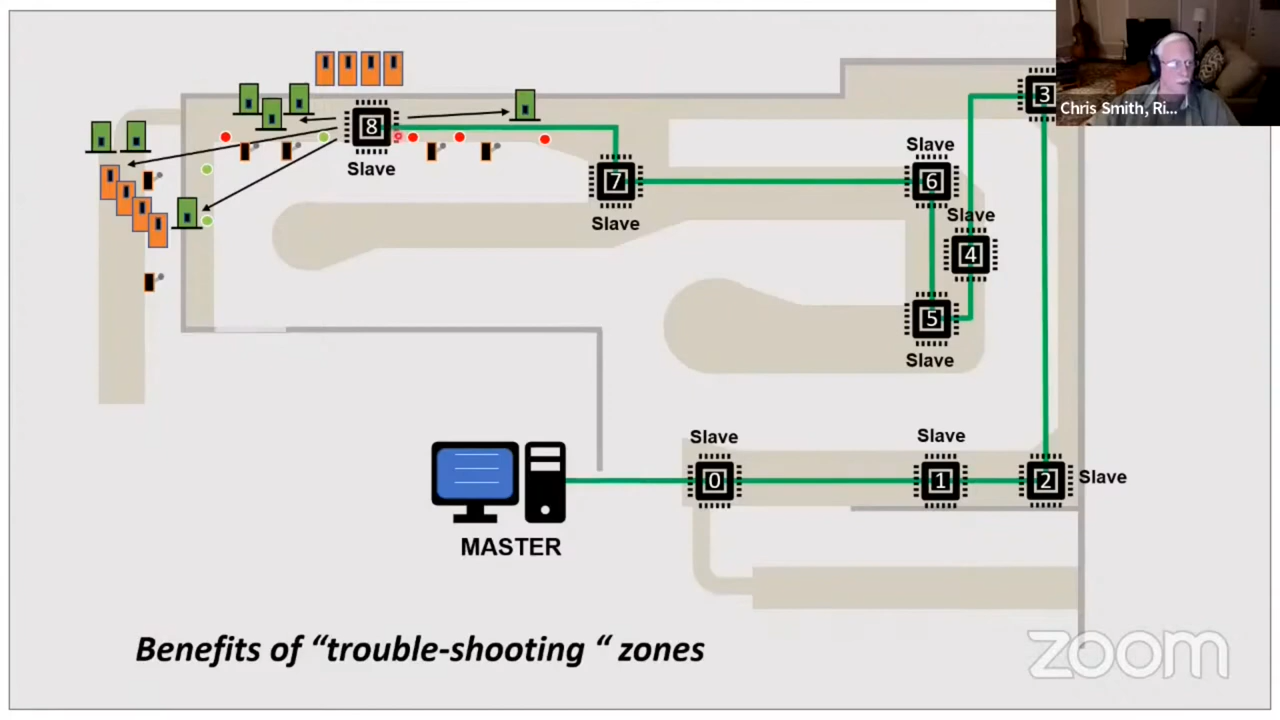 3
Chris Smith, Ri...
8
Slave
7
Slave
Slave
6
Slave
4
5
Slave
Slave
0
Slave
1
2
Slave
MASTER
Benefits of “trouble-shooting “ zones
zoom